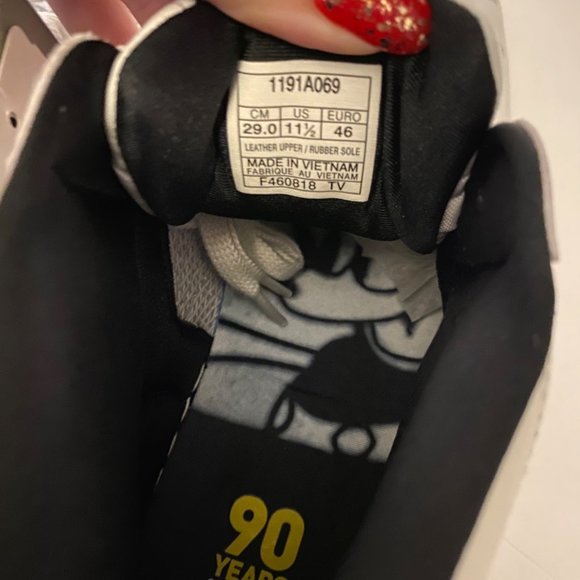 1191A069
CM US EURO
29.0 11½ 46
LEATHER UPPER / RUBBER SOLE
MADE IN VIETNAM
FABRIQUE AU VIETNAM
F460818 TV
90
YEARS